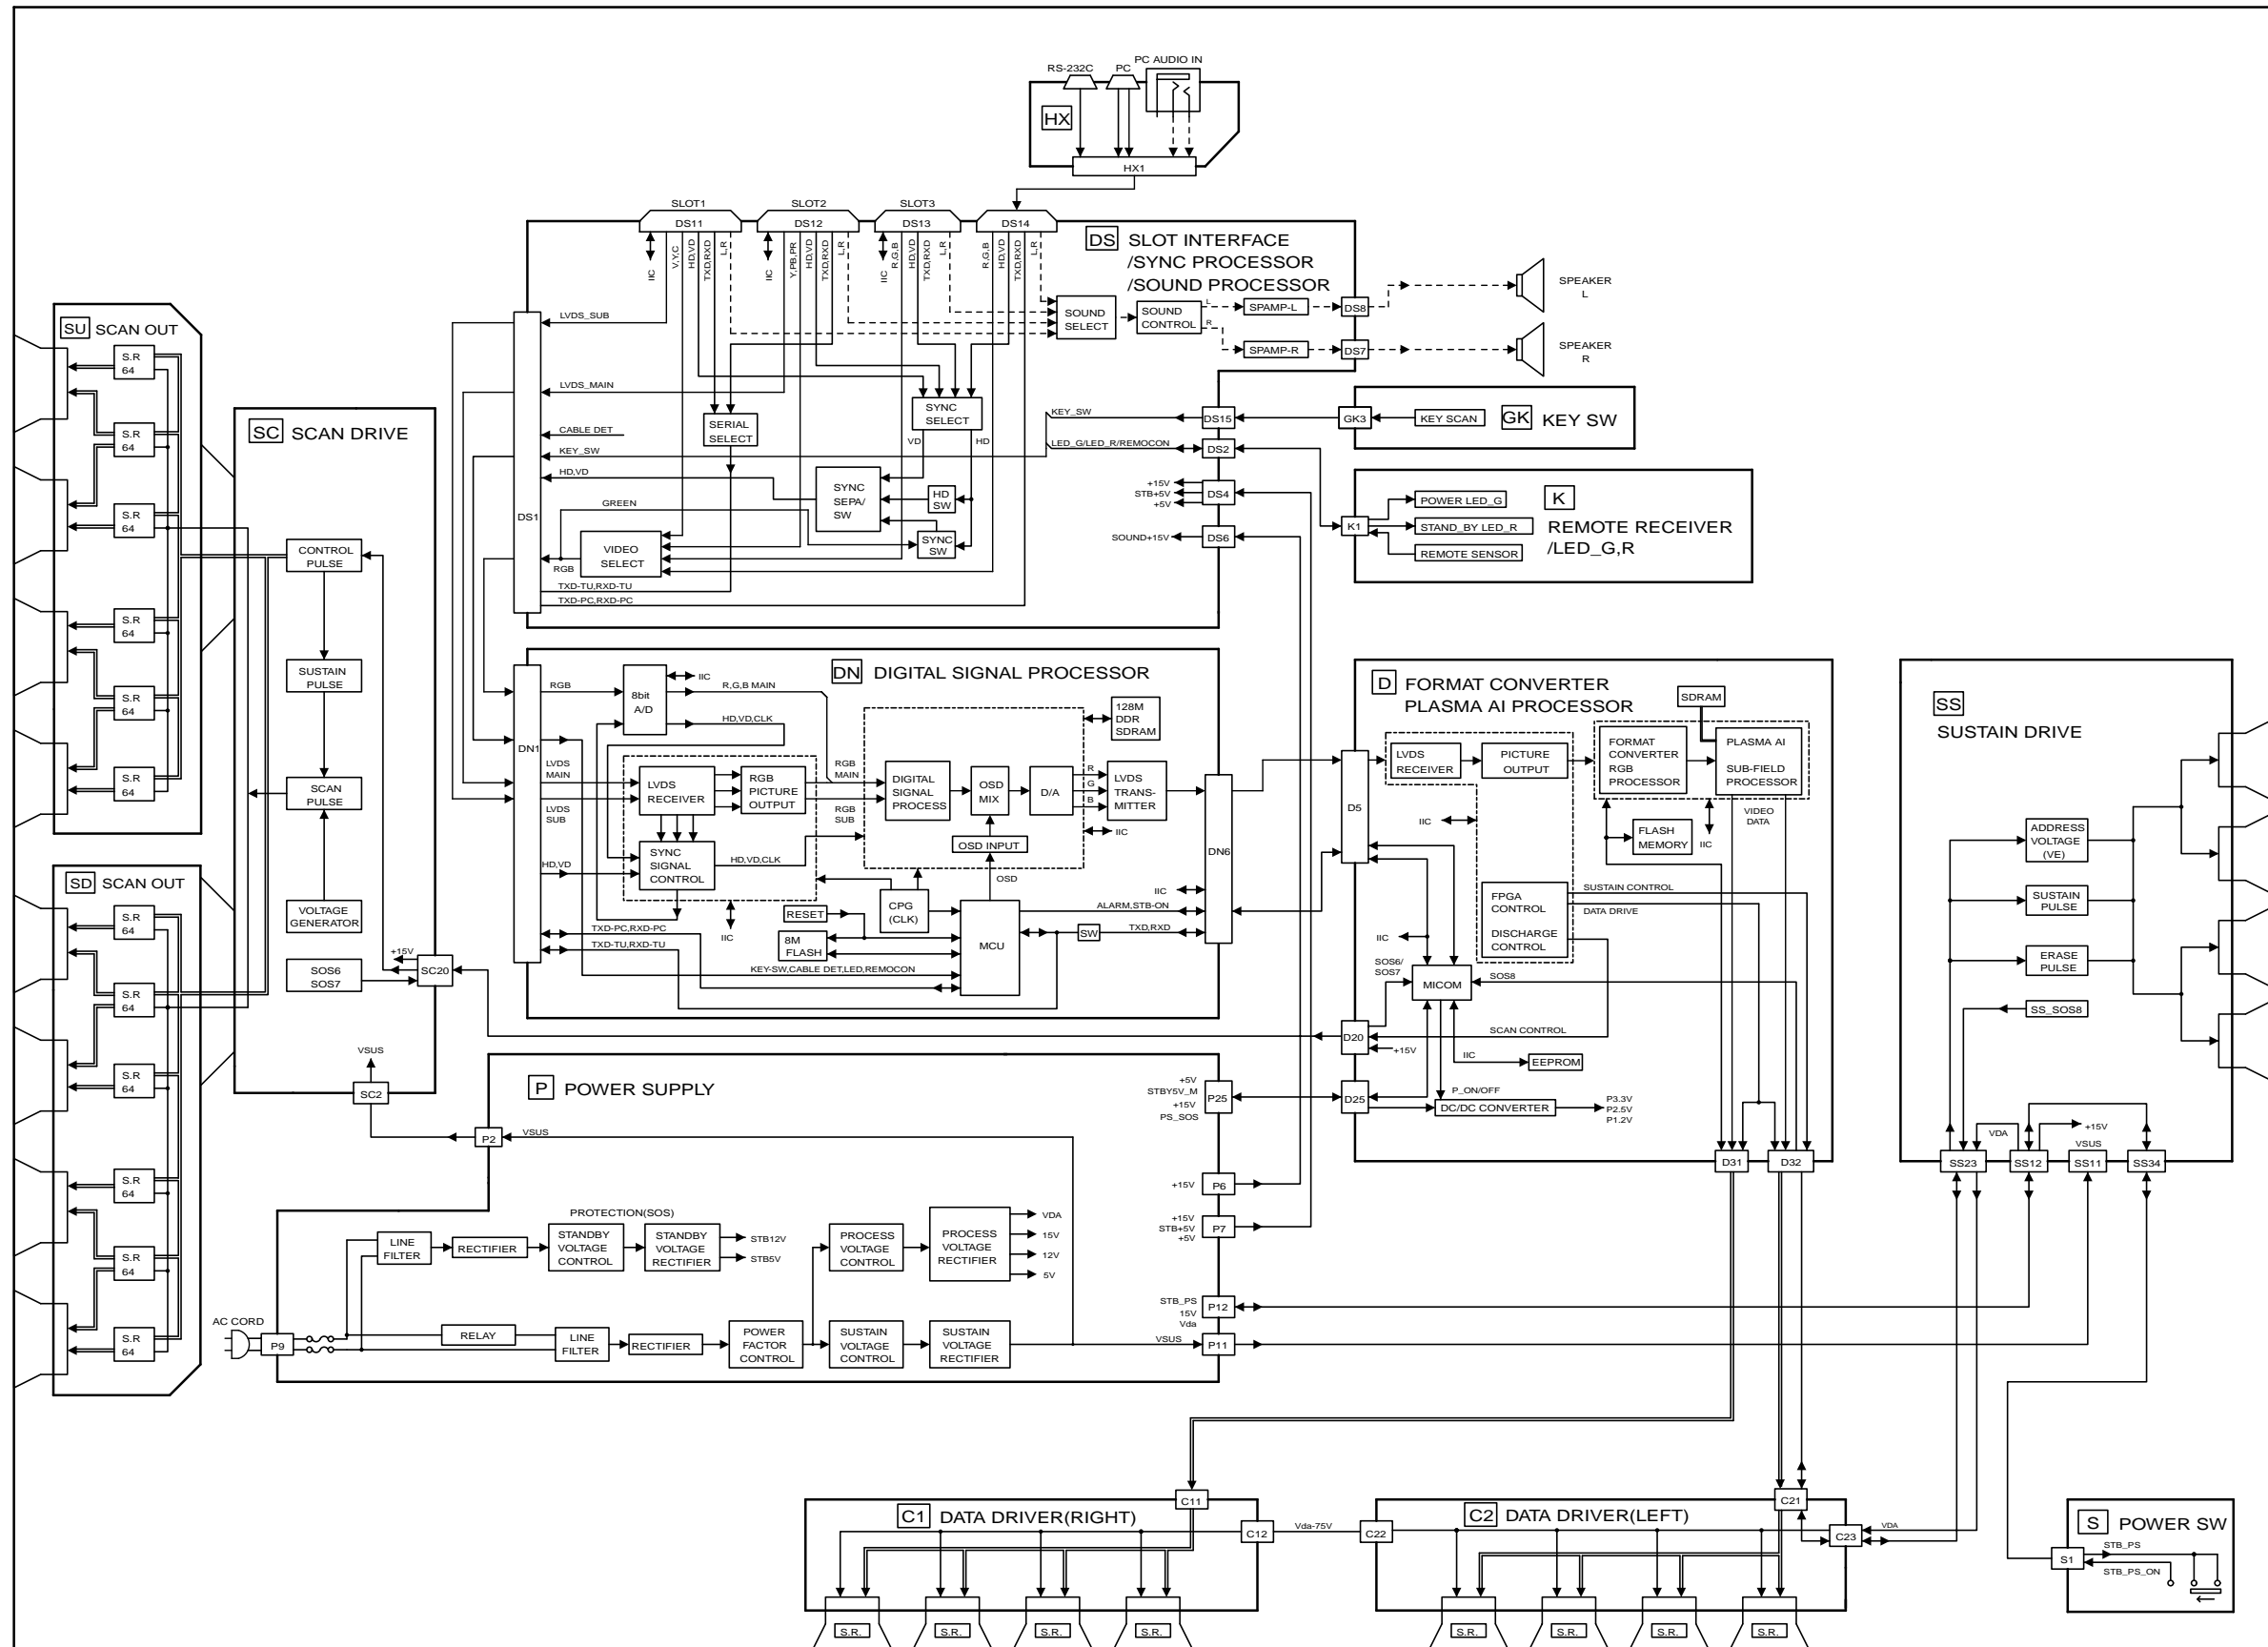 RS-232C
PC
PC AUDIO IN
HX
HX1
SLOT1
SLOT2
SLOT3
DS11
DS12
DS13
DS14
DS SLOT INTERFACE
/SYNC PROCESSOR
/SOUND PROCESSOR
IIC
V,Y,C
HD,VD
TXD,RXD
L,R
IIC
Y,PB,PR
HD,VD
TXD,RXD
L,R
IIC
R,G,B
HD,VD
TXD,RXD
L,R
R,G,B
HD,VD
TXD,RXD
L,R
SOUND
SELECT
SOUND
CONTROL
L
R
SPAMP-L
SPAMP-R
DS8
DS7
SPEAKER
L
SPEAKER
R
LVDS_SUB
LVDS_MAIN
CABLE DET
KEY_SW
HD,VD
GREEN
DS1
SERIAL
SELECT
SYNC
SELECT
VD
HD
SYNC
SEPA/
SW
HD
SW
SYNC
SW
VIDEO
SELECT
RGB
TXD-TU,RXD-TU
TXD-PC,RXD-PC
KEY_SW
LED_G/LED_R/REMOCON
DS15
DS2
+15V
STB+5V
+5V
DS4
SOUND+15V
DS6
GK3
KEY SCAN
GK KEY SW
K1
POWER LED_G
STAND_BY LED_R
REMOTE SENSOR
K
REMOTE RECEIVER
/LED_G,R
SU SCAN OUT
S.R
64
S.R
64
S.R
64
S.R
64
S.R
64
S.R
64
SC SCAN DRIVE
CONTROL
PULSE
SUSTAIN
PULSE
SCAN
PULSE
VOLTAGE
GENERATOR
SOS6
SOS7
+15V
SC20
VSUS
SC2
SD SCAN OUT
S.R
64
S.R
64
S.R
64
S.R
64
S.R
64
S.R
64
DN DIGITAL SIGNAL PROCESSOR
DN1
RGB
8bit
A/D
IIC
R,G,B MAIN
HD,VD,CLK
LVDS
MAIN
LVDS
SUB
HD,VD
LVDS
RECEIVER
RGB
PICTURE
OUTPUT
RGB
MAIN
RGB
SUB
SYNC
SIGNAL
CONTROL
HD,VD,CLK
IIC
DIGITAL
SIGNAL
PROCESS
OSD
MIX
D/A
OSD INPUT
OSD
128M
DDR
SDRAM
R
G
B
LVDS
TRANS-
MITTER
IIC
DN6
RESET
8M
FLASH
CPG
(CLK)
MCU
IIC
ALARM,STB-ON
SW
TXD,RXD
TXD-PC,RXD-PC
TXD-TU,RXD-TU
KEY-SW,CABLE DET,LED,REMOCON
D FORMAT CONVERTER
PLASMA AI PROCESSOR
SDRAM
LVDS
RECEIVER
PICTURE
OUTPUT
FORMAT
CONVERTER
RGB
PROCESSOR
PLASMA AI
SUB-FIELD
PROCESSOR
D5
IIC
FLASH
MEMORY
IIC
VIDEO
DATA
FPGA
CONTROL
DISCHARGE
CONTROL
SUSTAIN CONTROL
DATA DRIVE
IIC
SOS6/
SOS7
MICOM
SOS8
SCAN CONTROL
D20
+15V
IIC
EEPROM
P_ON/OFF
D25
DC/DC CONVERTER
P3.3V
P2.5V
P1.2V
D31
D32
SS
SUSTAIN DRIVE
ADDRESS
VOLTAGE
(VE)
SUSTAIN
PULSE
ERASE
PULSE
SS_SOS8
VDA
+15V
VSUS
SS23
SS12
SS11
SS34
P POWER SUPPLY
P2
VSUS
+5V
STBY5V_M
+15V
PS_SOS
P25
+15V
P6
+15V
STB+5V
+5V
P7
STB_PS
15V
Vda
P12
VSUS
P11
PROTECTION(SOS)
LINE
FILTER
RECTIFIER
STANDBY
VOLTAGE
CONTROL
STANDBY
VOLTAGE
RECTIFIER
STB12V
STB5V
PROCESS
VOLTAGE
CONTROL
PROCESS
VOLTAGE
RECTIFIER
VDA
15V
12V
5V
AC CORD
P9
RELAY
LINE
FILTER
RECTIFIER
POWER
FACTOR
CONTROL
SUSTAIN
VOLTAGE
CONTROL
SUSTAIN
VOLTAGE
RECTIFIER
C11
C1 DATA DRIVER(RIGHT)
C12
Vda-75V
C22
C2 DATA DRIVER(LEFT)
C21
C23
VDA
S.R.
S.R.
S.R.
S.R.
S.R.
S.R.
S.R.
S.R.
S POWER SW
S1
STB_PS
STB_PS_ON